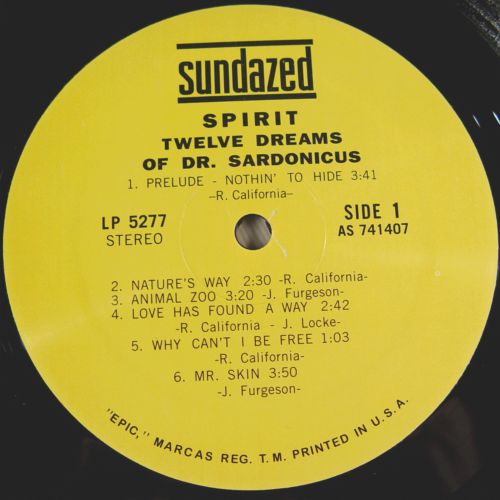 sundazed
SPIRIT
TWELVE DREAMS
OF DR. SARDONICUS
1. PRELUDE - NOTHIN' TO HIDE 3:41
-R. California-
LP 5277
STEREO
SIDE 1
AS 741407
2. NATURE'S WAY 2:30 -R. California-
3. ANIMAL ZOO 3:20 -J. Furgeson-
4. LOVE HAS FOUND A WAY 2:42
-R. California - J. Locke-
5. WHY CAN'T I BE FREE 1:03
-R. California-
6. MR. SKIN 3:50
-J. Furgeson-
"EPIC," MARCAS REG. T.M. PRINTED IN U.S.A.